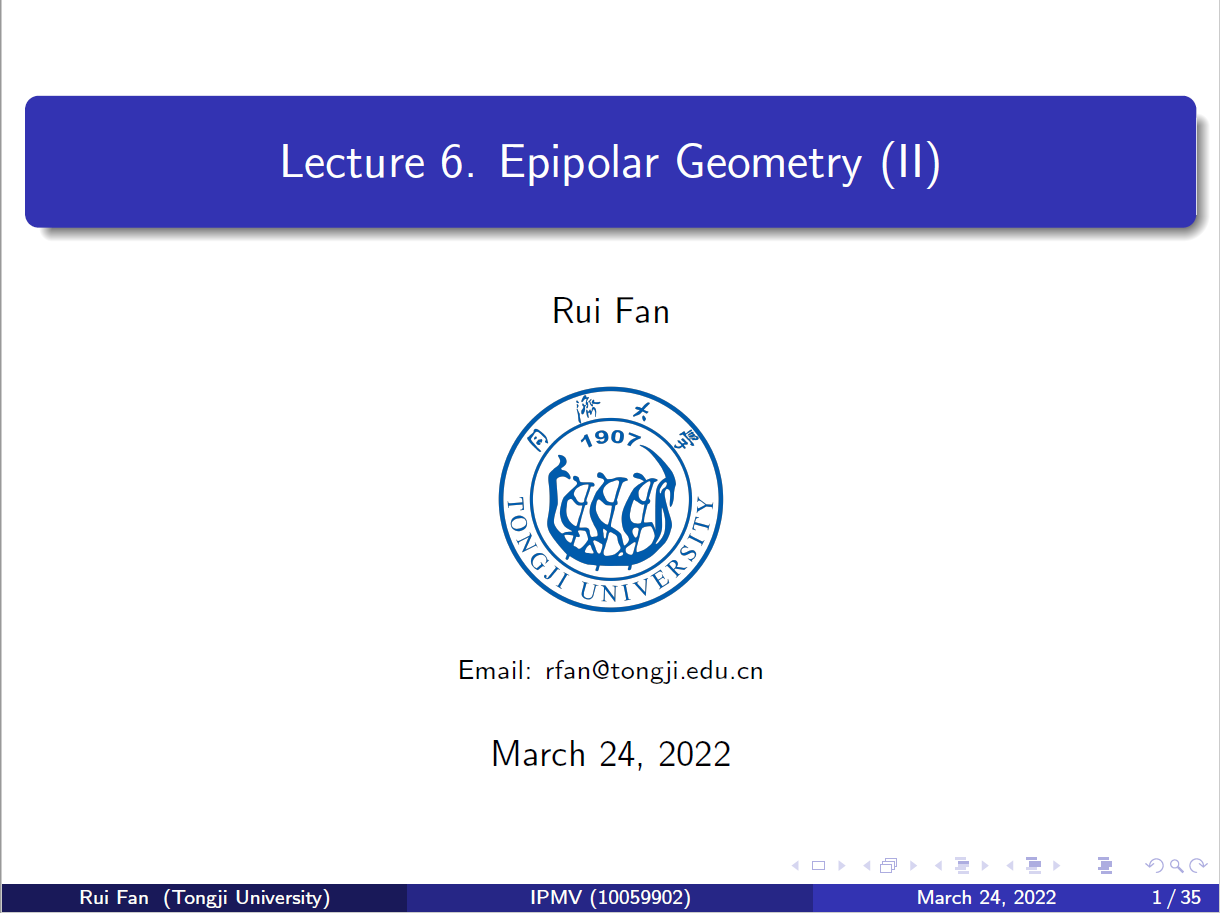 Lecture 6. Epipolar Geometry (II)
Rui Fan
同濟大學
1907
TONGJI UNIVERSITY
Email: rfan@tongji.edu.cn
March 24, 2022
Rui Fan (Tongji University)
IPMV (10059902)
March 24, 2022
1 / 35